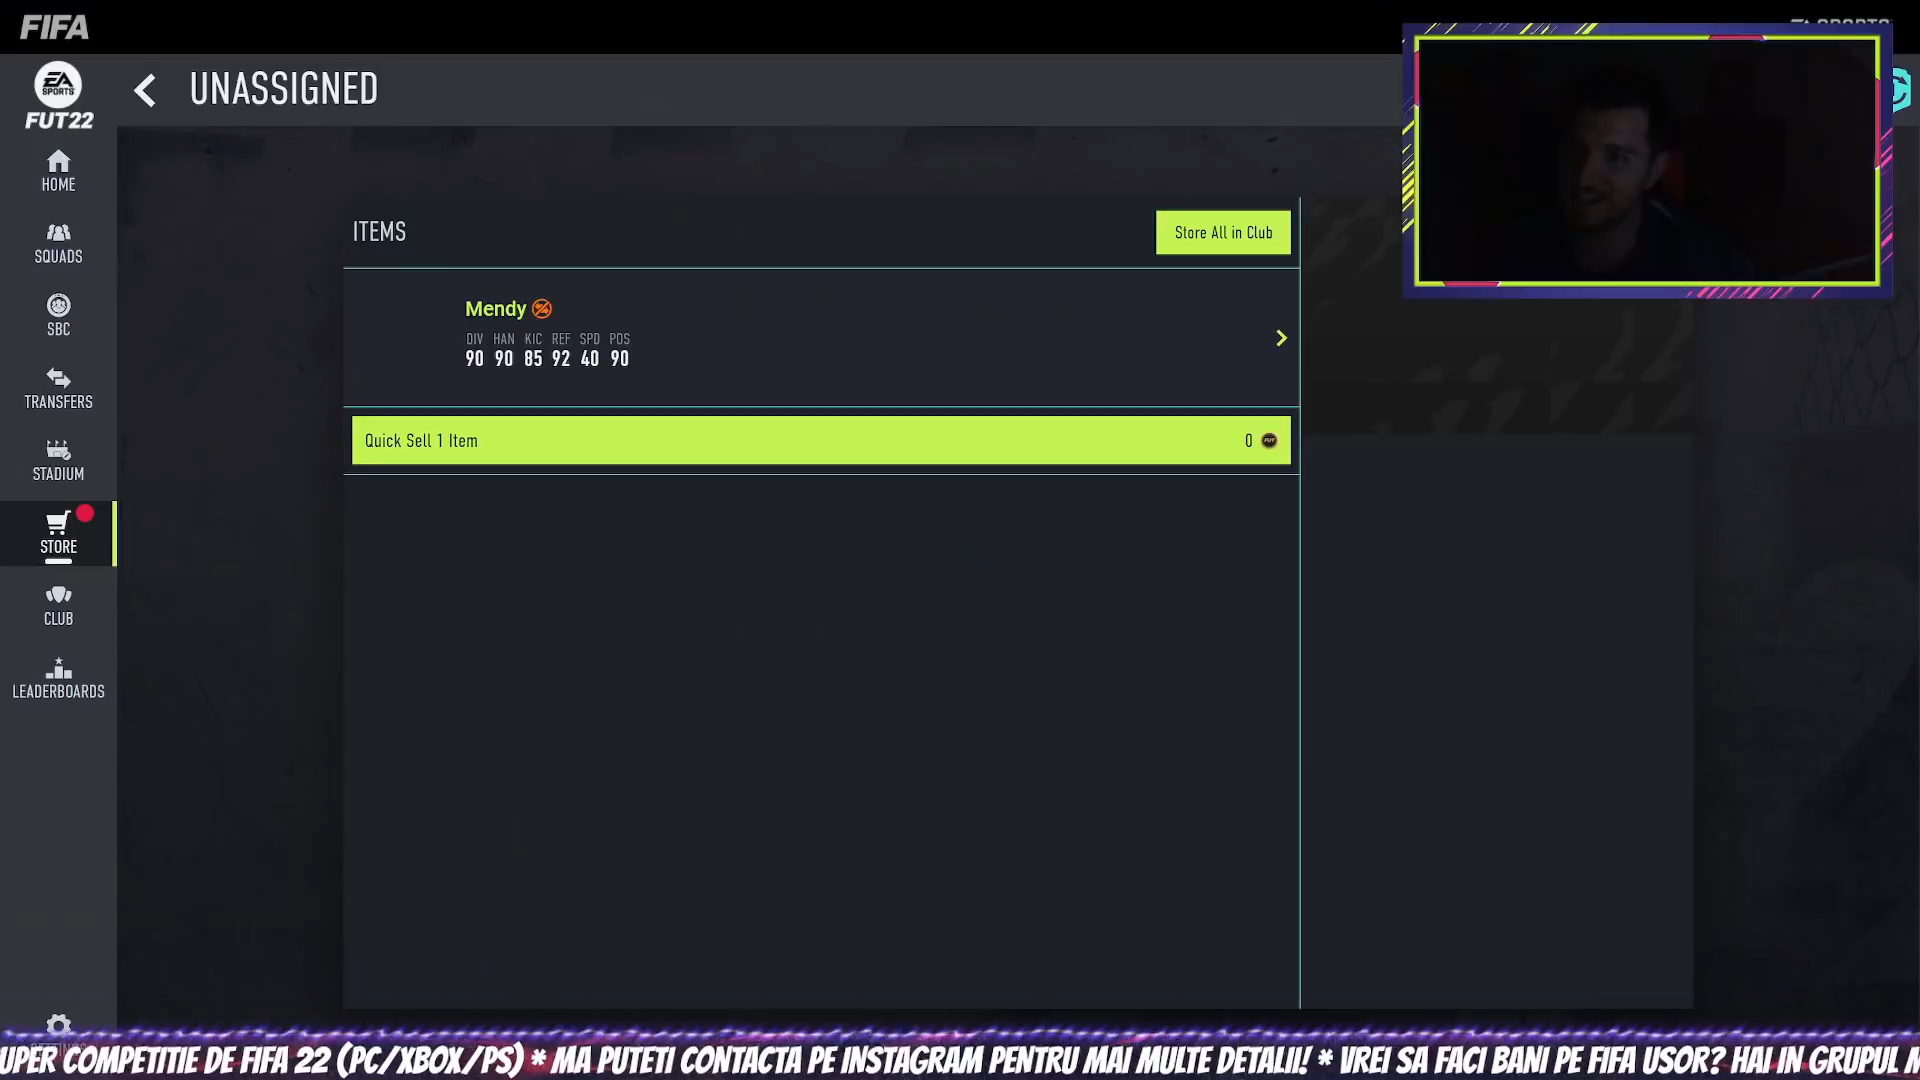 FIFA
EA SPORTS
EA SPORTS
FUT22
UNASSIGNED
HOME
SQUADS
SBC
TRANSFERS
STADIUM
STORE
CLUB
LEADERBOARDS
ITEMS
Store All in Club
Mendy
DIV HAN KIC REF SPD POS
90 90 85 92 40 90
Quick Sell 1 Item 0
SUPER COMPETITIE DE FIFA 22 (PC/XBOX/PS) * MA PUTETI CONTACTA PE INSTAGRAM PENTRU MAI MULTE DETALII! * VREI SA FACI BANI PE FIFA USOR? HAI IN GRUPUL